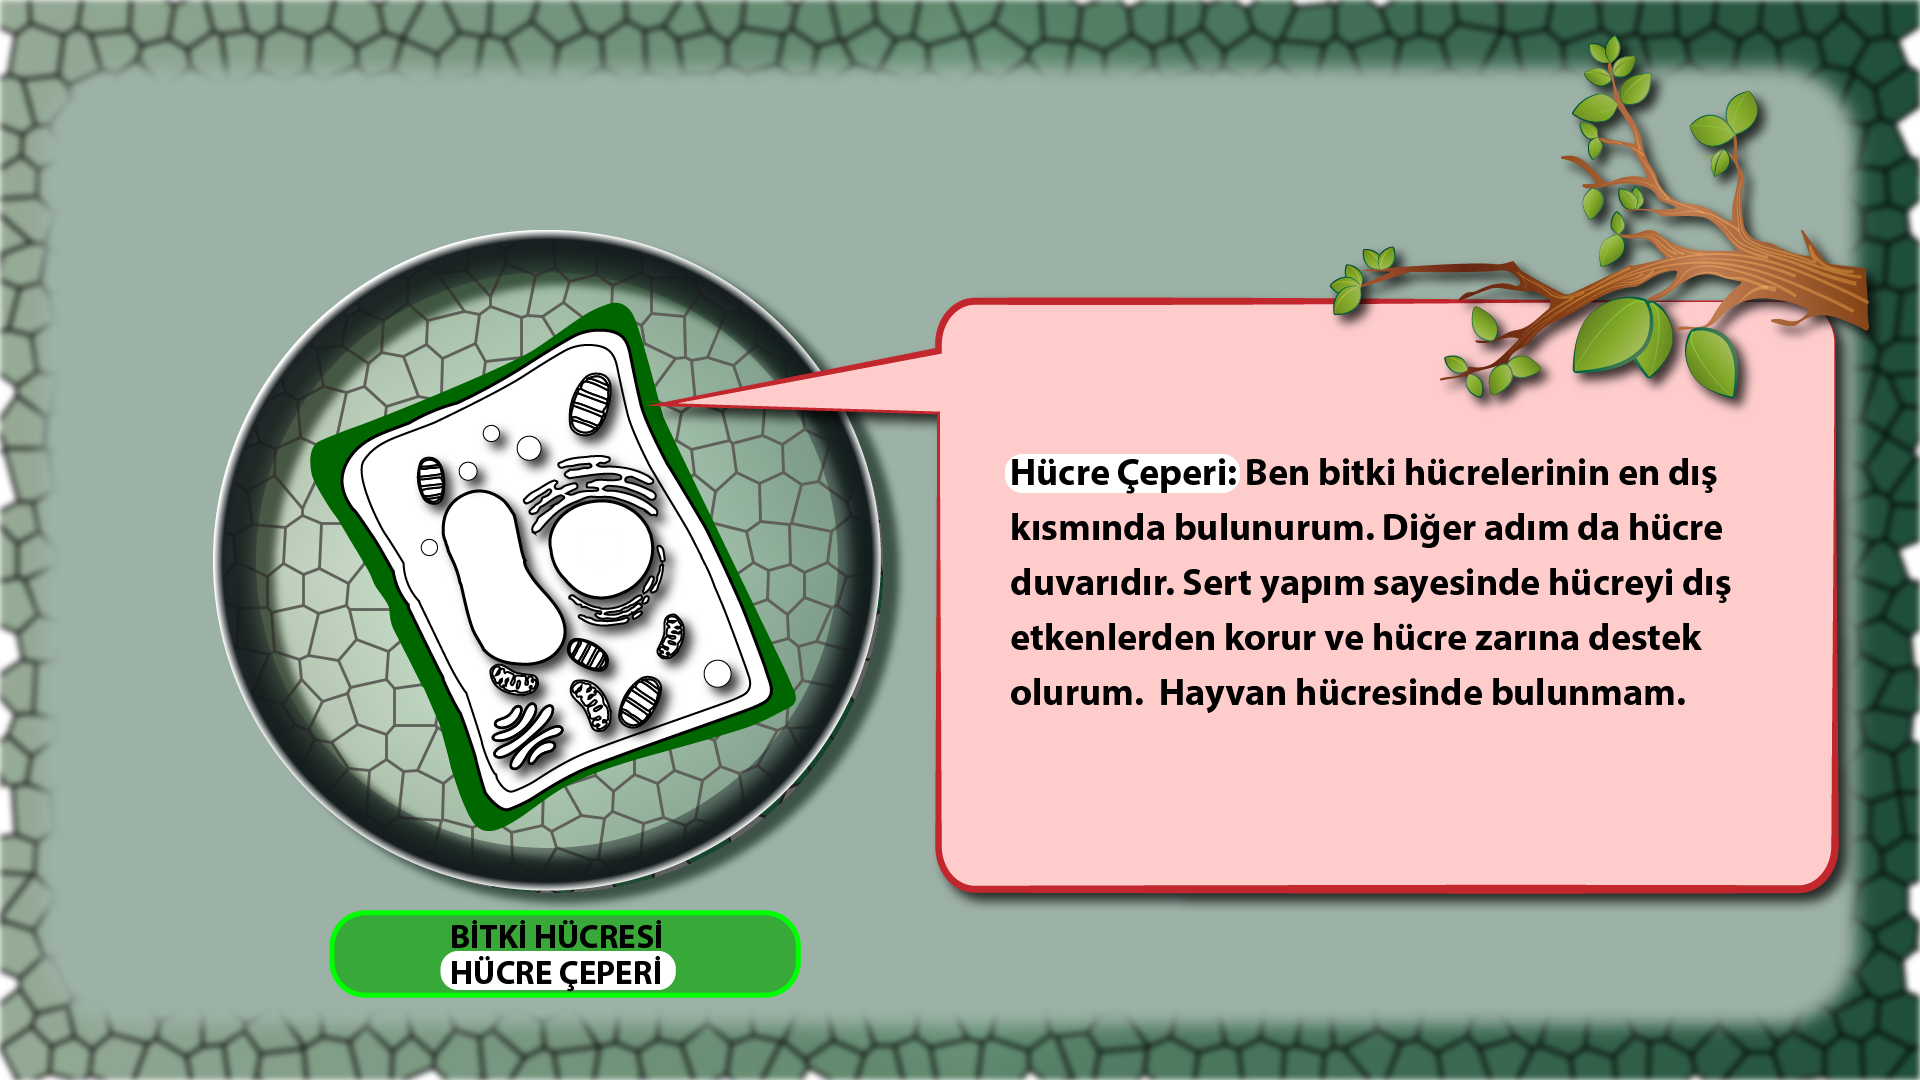 Hücre Çeperi: Ben bitki hücrelerinin en dış
kısmında bulunurum. Diğer adım da hücre
duvarıdır. Sert yapım sayesinde hücreyi dış
etkenlerden korur ve hücre zarına destek
olurum.  Hayvan hücresinde bulunmam.
BİTKİ HÜCRESİ
HÜCRE ÇEPERİ